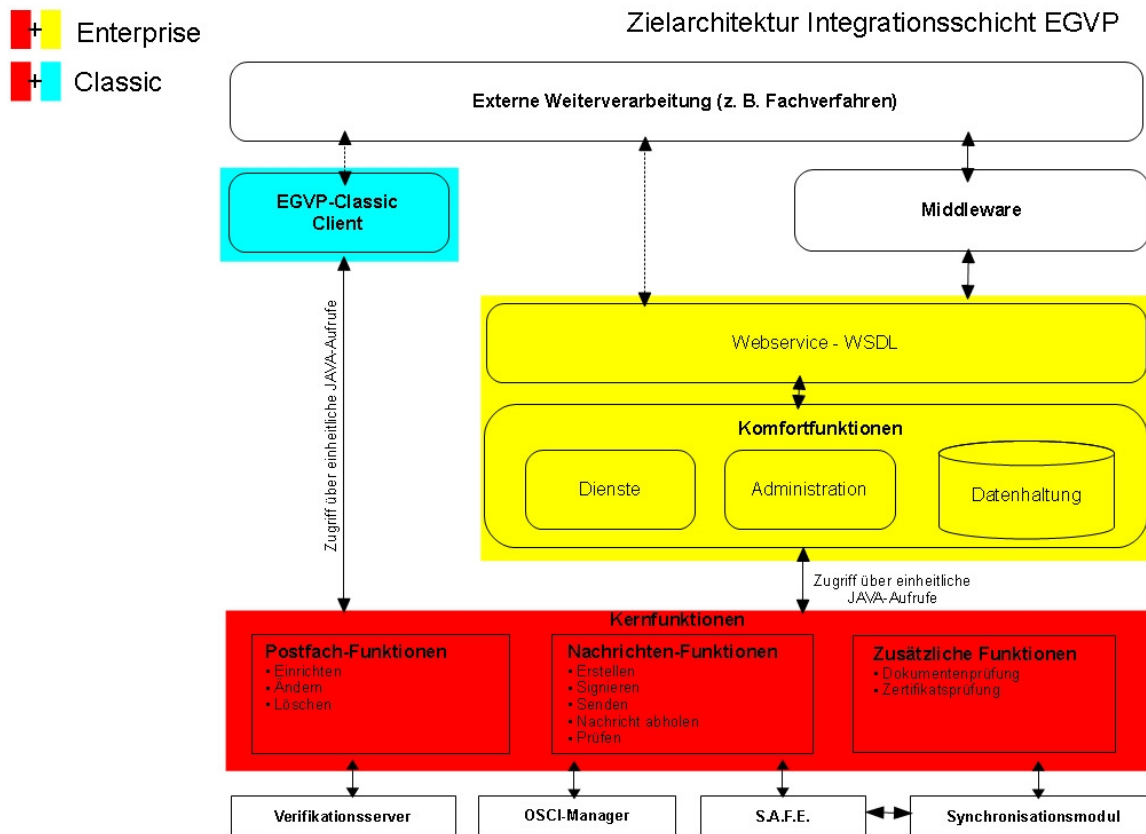 + Enterprise
+ Classic
Zielarchitektur Integrationsschicht EGVP
Externe Weiterverarbeitung (z. B. Fachverfahren)
EGVP-Classic
Client
Middleware
Zugriff über einheitliche JAVA-Aufrufe
Webservice - WSDL
Komfortfunktionen
Dienste
Administration
Datenhaltung
Zugriff über einheitliche
JAVA-Aufrufe
Kernfunktionen
Postfach-Funktionen
▪ Einrichten
▪ Ändern
▪ Löschen
Nachrichten-Funktionen
▪ Erstellen
▪ Signieren
▪ Senden
▪ Nachricht abholen
▪ Prüfen
Zusätzliche Funktionen
▪ Dokumentenprüfung
▪ Zertifikatsprüfung
Verifikationsserver
OSCI-Manager
S.A.F.E.
Synchronisationsmodul